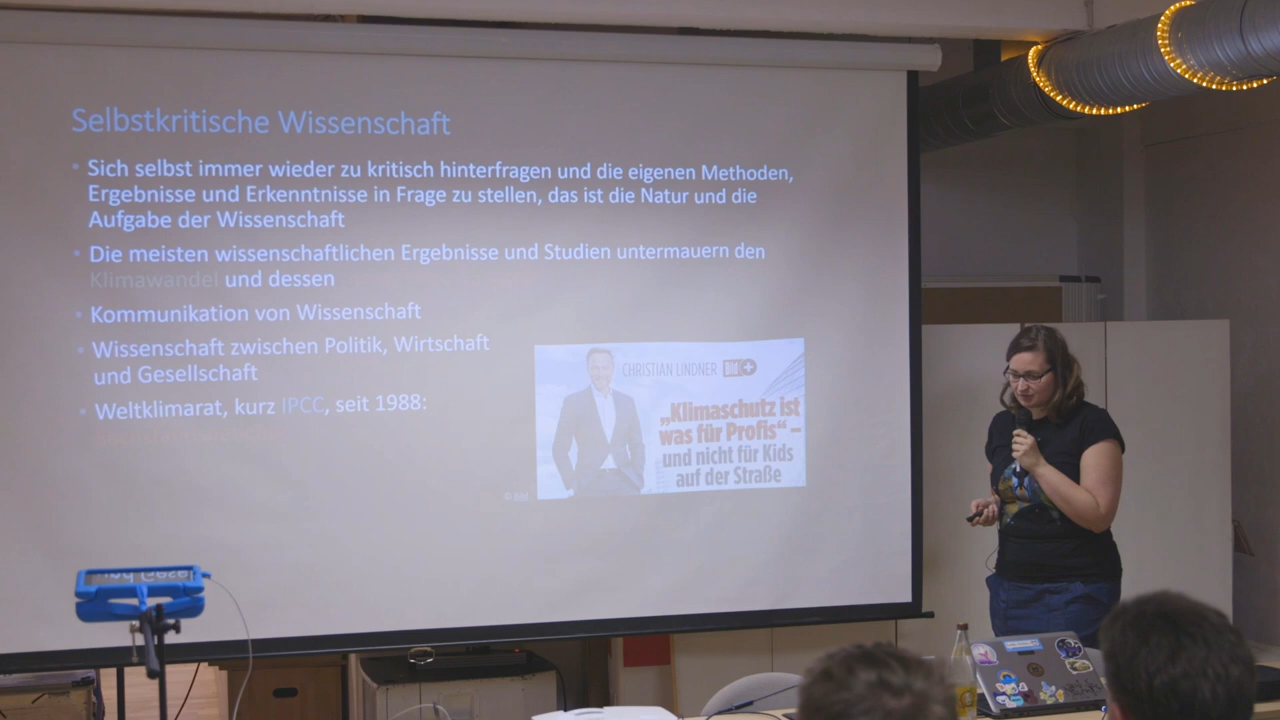 Selbstkritische Wissenschaft
• Sich selbst immer wieder zu kritisch hinterfragen und die eigenen Methoden,
Ergebnisse und Erkenntnisse in Frage zu stellen, das ist die Natur und die
Aufgabe der Wissenschaft
• Die meisten wissenschaftlichen Ergebnisse und Studien untermauern den
Klimawandel und dessen
• Kommunikation von Wissenschaft
• Wissenschaft zwischen Politik, Wirtschaft
und Gesellschaft
• Weltklimarat, kurz IPCC, seit 1988:
CHRISTIAN LINDNER Bild +
„Klimaschutz ist
was für Profis“ –
und nicht für Kids
auf der Straße
© Bild